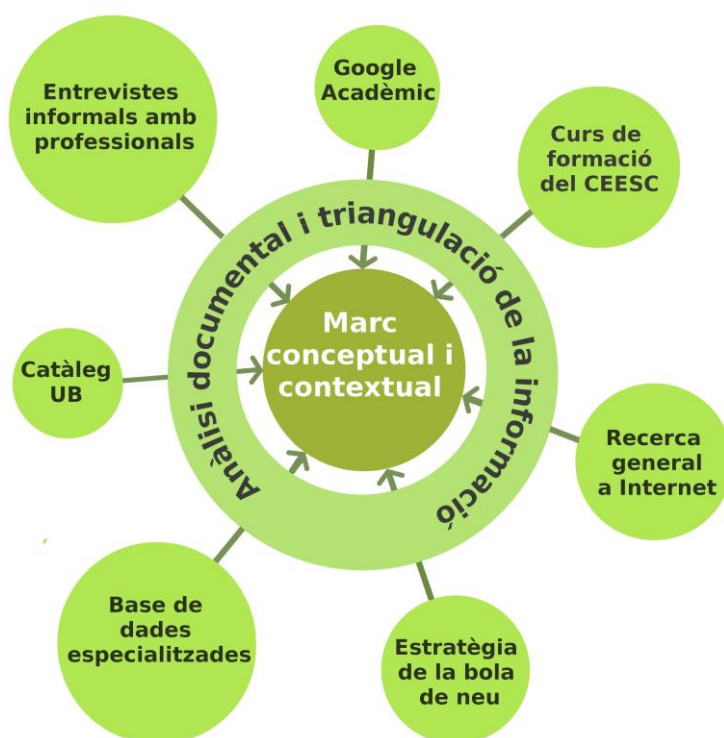 Entrevistes
informals amb
professionals
Google
Acadèmic
Curs de
formació
del CEESC
Anàlisi documental i triangulació de la informació
Marc
conceptual i
contextual
Catàleg
UB
Recerca
general
a Internet
Base de
dades
especialitzades
Estratègia
de la bola
de neu